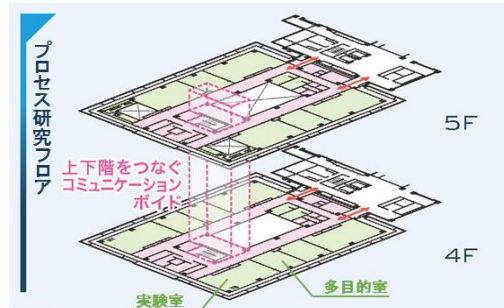 プロセス研究フロア
5F
上下階をつなぐ
コミュニケーション
ボイド
4F
多目的室
実験室